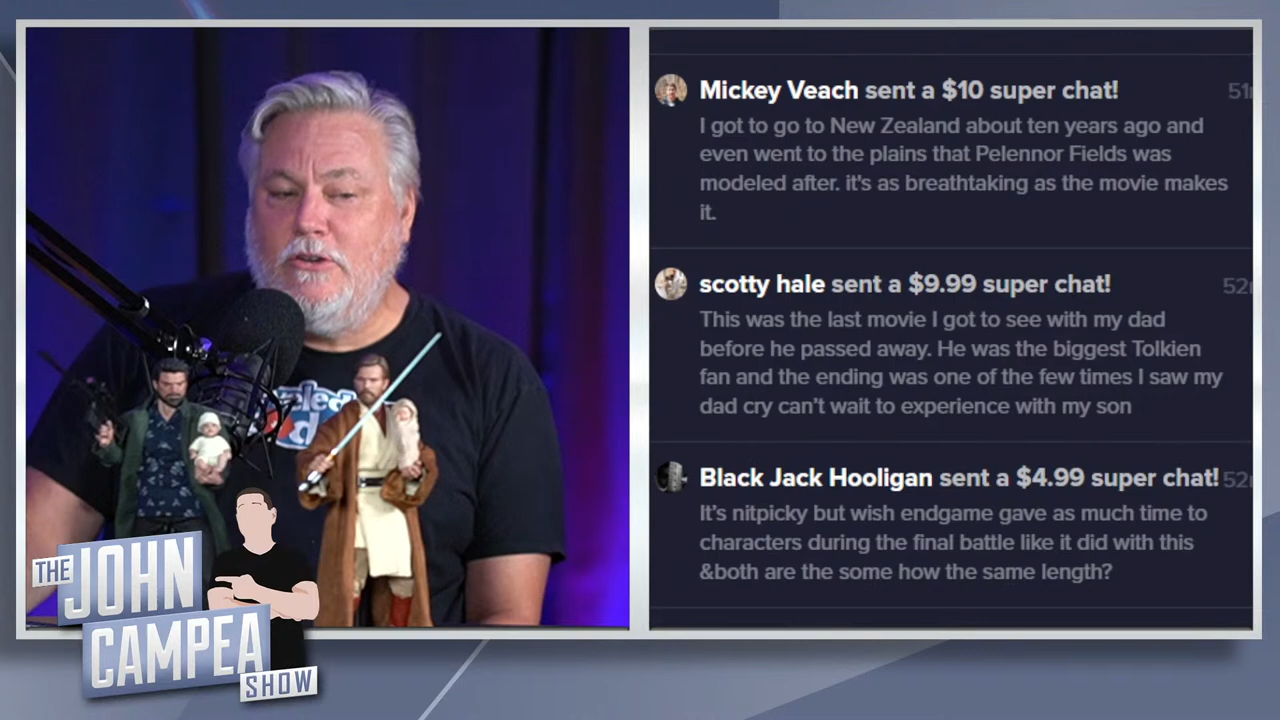 Mickey Veach sent a $10 super chat!
I got to go to New Zealand about ten years ago and
even went to the plains that Pelennor Fields was
modeled after. it's as breathtaking as the movie makes
it.
scotty hale sent a $9.99 super chat!
This was the last movie I got to see with my dad
before he passed away. He was the biggest Tolkien
fan and the ending was one of the few times I saw my
dad cry can't wait to experience with my son
Black Jack Hooligan sent a $4.99 super chat!
It's nitpicky but wish endgame gave as much time to
characters during the final battle like it did with this
&both are the some how the same length?
THE
JOHN
CAMPEA
SHOW